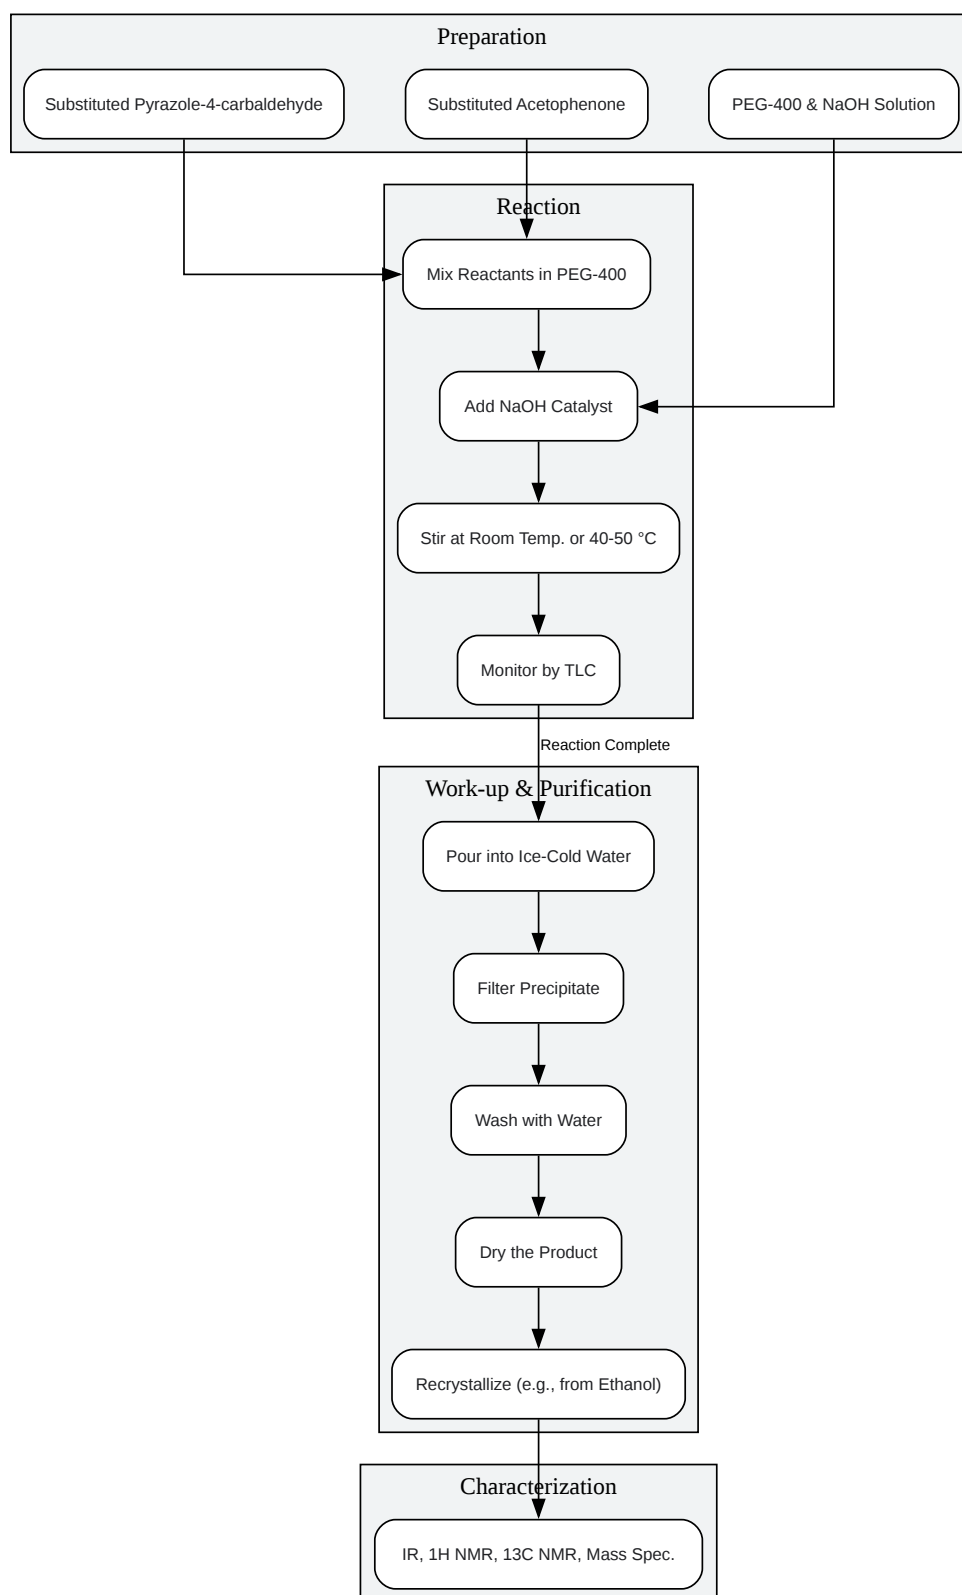 Preparation
Substituted Pyrazole-4-carbaldehyde
Substituted Acetophenone
PEG-400 & NaOH Solution
Reaction
Mix Reactants in PEG-400
Add NaOH Catalyst
Stir at Room Temp. or 40-50 °C
Monitor by TLC
Reaction Complete
Work-up & Purification
Pour into Ice-Cold Water
Filter Precipitate
Wash with Water
Dry the Product
Recrystallize (e.g., from Ethanol)
Characterization
IR, 1H NMR, 13C NMR, Mass Spec.